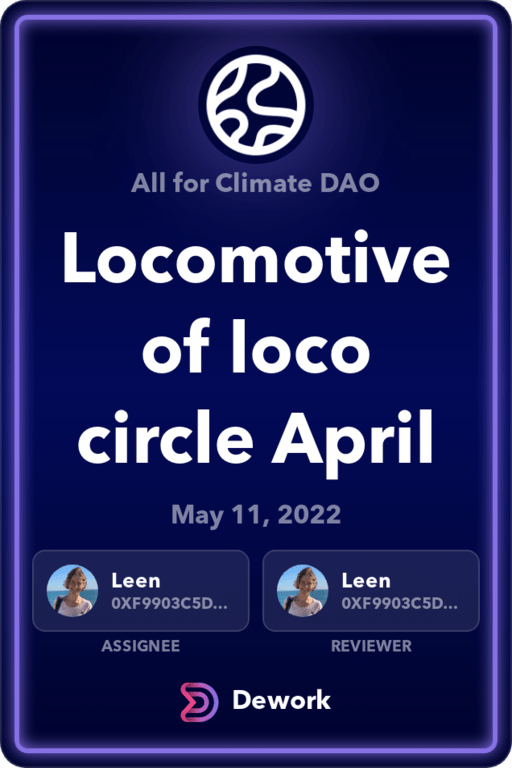 All for Climate DAO
Locomotive
of loco
circle April
May 11, 2022
Leen
0XF9903C5D...
ASSIGNEE
Leen
0XF9903C5D...
REVIEWER
Dework